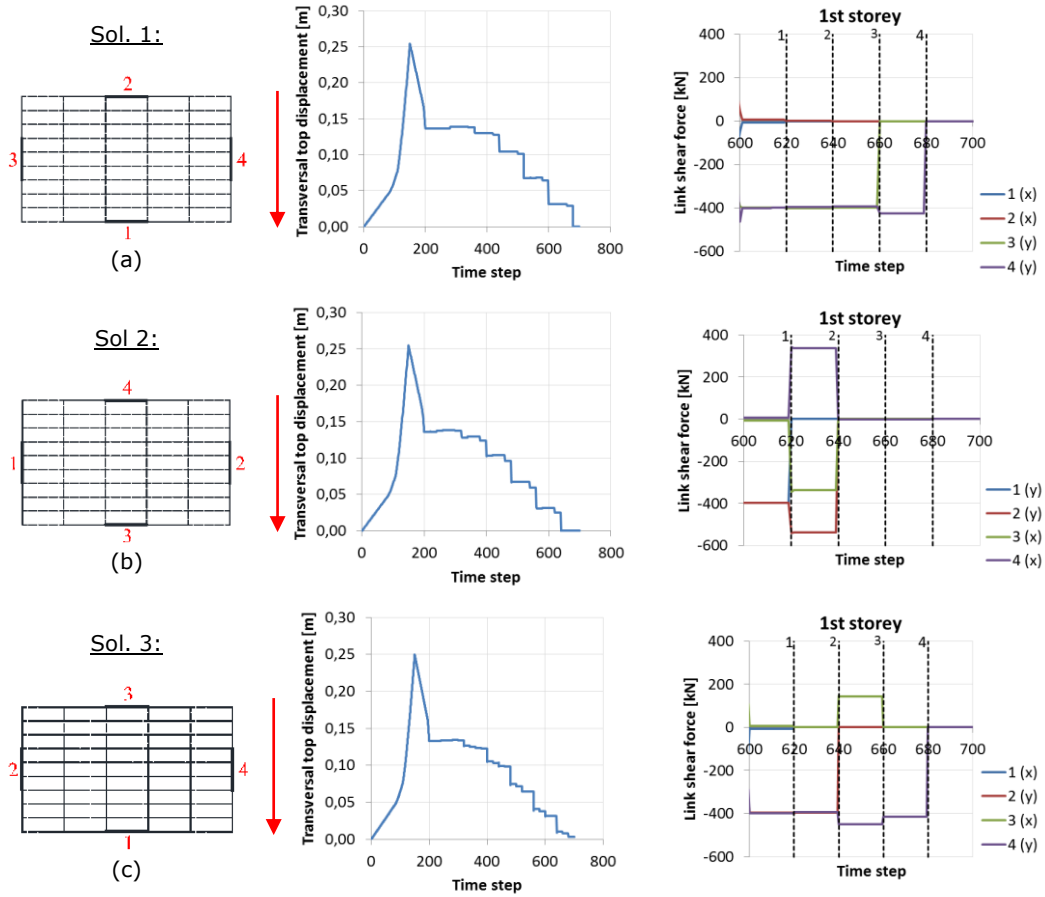 Sol. 1:
2
3
4
1
(a)
Transversal top displacement [m]
0,30
0,25
0,20
0,15
0,10
0,05
0,00
0 200 400 600 800
Time step
1st storey
Link shear force [kN]
400
200
0
-200
-400
-600
1 2 3 4
600 620 640 660 680 700
Time step
1 (x)
2 (x)
3 (y)
4 (y)
Sol 2:
4
1
2
3
(b)
Transversal top displacement [m]
0,30
0,25
0,20
0,15
0,10
0,05
0,00
0 200 400 600 800
Time step
1st storey
Link shear force [kN]
400
200
0
-200
-400
-600
1 2 3 4
600 620 640 660 680 700
Time step
1 (y)
2 (y)
3 (x)
4 (x)
Sol. 3:
3
2
4
1
(c)
Transversal top displacement [m]
0,30
0,25
0,20
0,15
0,10
0,05
0,00
0 200 400 600 800
Time step
1st storey
Link shear force [kN]
400
200
0
-200
-400
-600
1 2 3 4
600 620 640 660 680 700
Time step
1 (x)
2 (y)
3 (x)
4 (y)